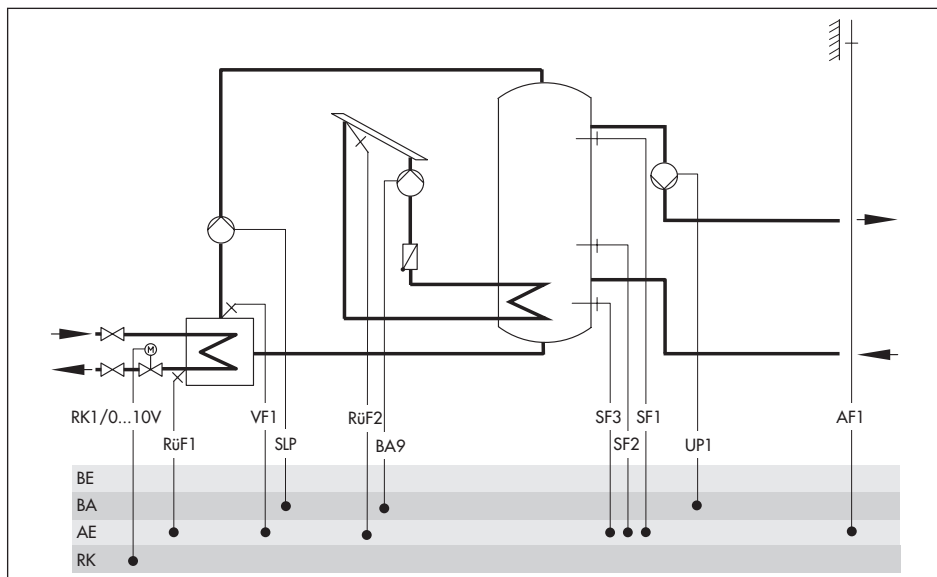 M
RK1/0...10V
VF1
RüF2
SF3
SF1
AF1
RüF1
SLP
BA9
SF2
UP1
BE
BA
AE
RK